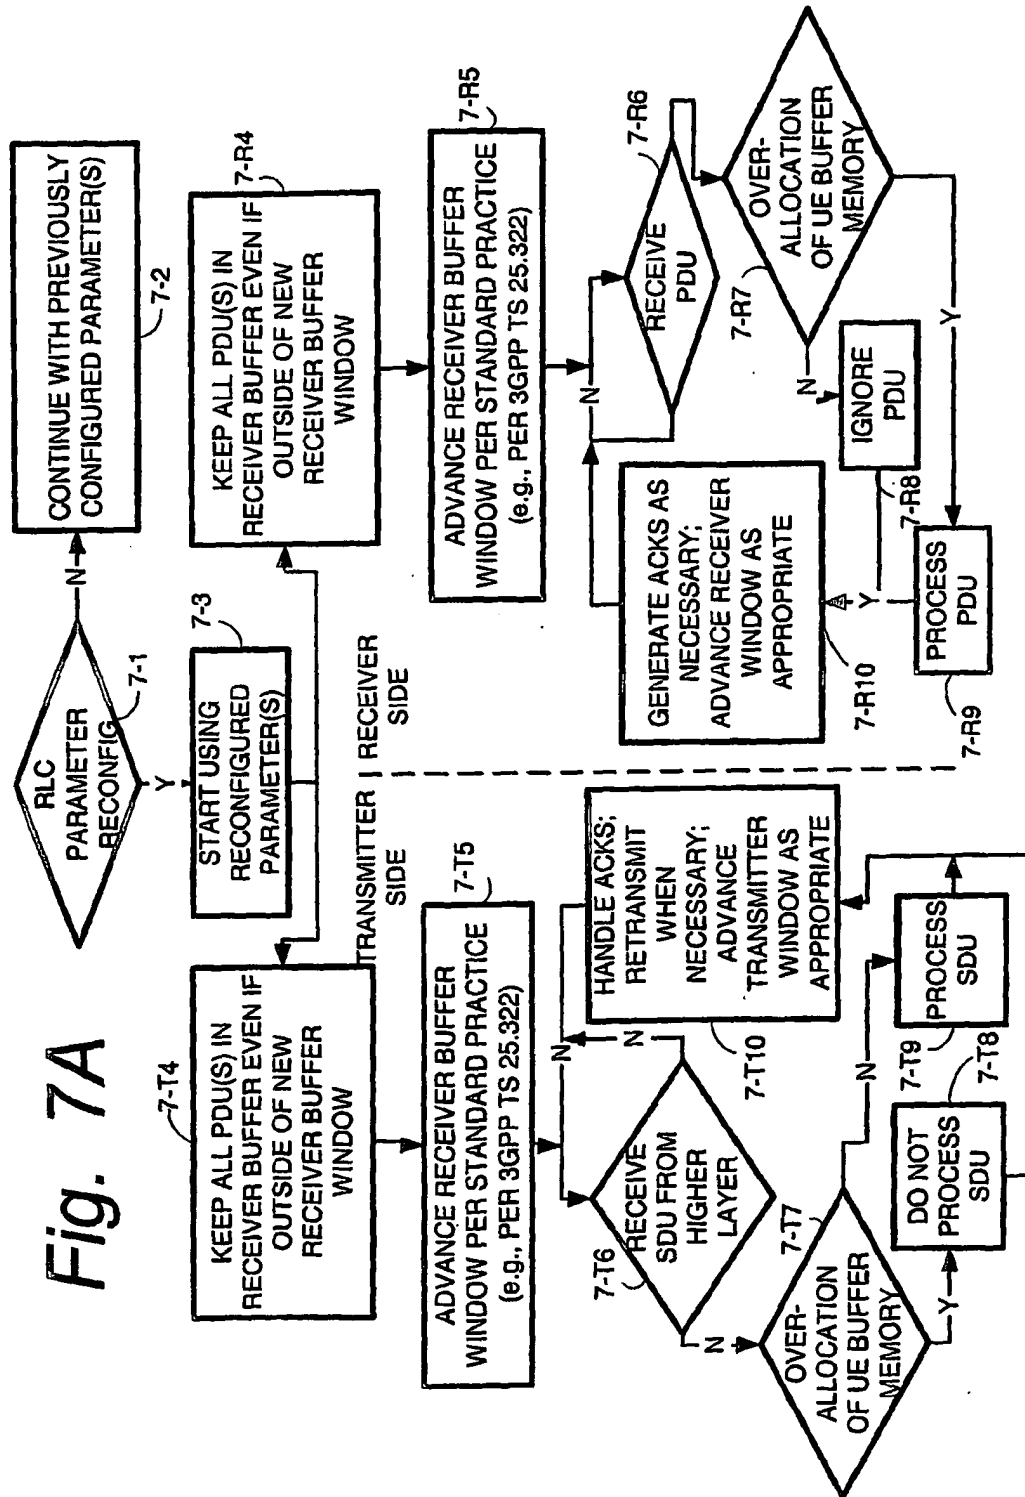 Fig. 7A
RLC
PARAMETER
RECONFIG
7-1
N
CONTINUE WITH PREVIOUSLY
CONFIGURED PARAMETER(S)
7-2
Y
START USING
RECONFIGURED
PARAMETER(S)
7-3
TRANSMITTER
SIDE
RECEIVER
SIDE
7-T4
KEEP ALL PDU(S) IN
RECEIVER BUFFER EVEN IF
OUTSIDE OF NEW
RECEIVER BUFFER
WINDOW
7-T5
ADVANCE RECEIVER BUFFER
WINDOW PER STANDARD PRACTICE
(e.g., PER 3GPP TS 25.322)
7-T6
RECEIVE
SDU FROM
HIGHER
LAYER
N
N
N
7-T7
OVER-
ALLOCATION
OF UE BUFFER
MEMORY
Y
N
DO NOT
PROCESS
SDU
7-T8
PROCESS
SDU
7-T9
HANDLE ACKS;
RETRANSMIT
WHEN
NECESSARY;
ADVANCE
TRANSMITTER
WINDOW AS
APPROPRIATE
7-T10
7-R4
KEEP ALL PDU(S) IN
RECEIVER BUFFER EVEN IF
OUTSIDE OF NEW
RECEIVER BUFFER
WINDOW
7-R5
ADVANCE RECEIVER BUFFER
WINDOW PER STANDARD PRACTICE
(e.g., PER 3GPP TS 25.322)
N
RECEIVE
PDU
7-R6
OVER-
ALLOCATION
OF UE BUFFER
MEMORY
7-R7
N
Y
IGNORE
PDU
7-R8
PROCESS
PDU
7-R9
Y
GENERATE ACKS AS
NECESSARY;
ADVANCE RECEIVER
WINDOW AS
APPROPRIATE
7-R10